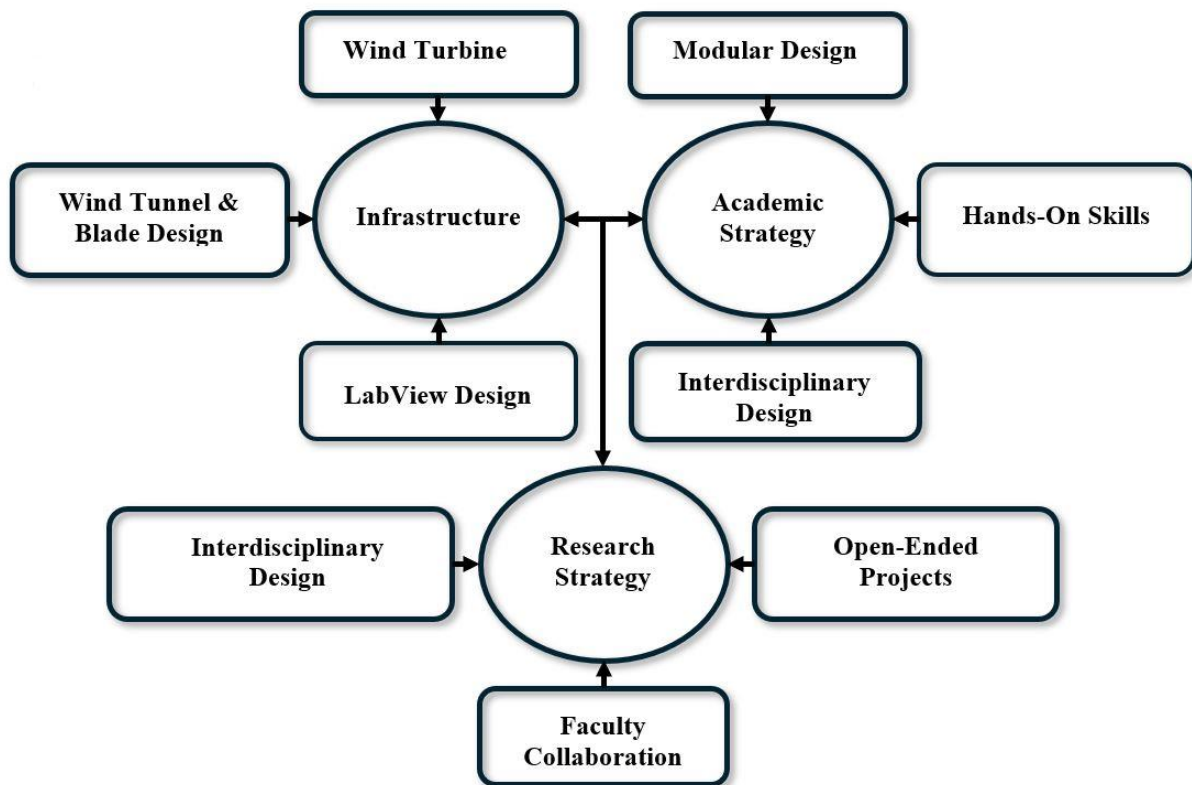 Wind Turbine
Modular Design
Wind Tunnel &
Blade Design
Infrastructure
Academic
Strategy
Hands-On Skills
LabView Design
Interdisciplinary
Design
Interdisciplinary
Design
Research
Strategy
Open-Ended
Projects
Faculty
Collaboration